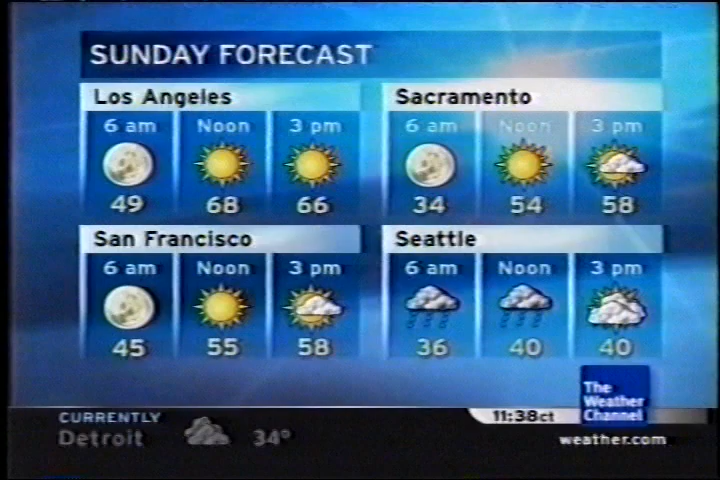 SUNDAY FORECAST
Los Angeles
6 am Noon 3 pm
49 68 66
Sacramento
6 am Noon 3 pm
34 54 58
San Francisco
6 am Noon 3 pm
45 55 58
Seattle
6 am Noon 3 pm
36 40 40
The
Weather
Channel
CURRENTLY
Detroit 34°
11:38ct
weather.com